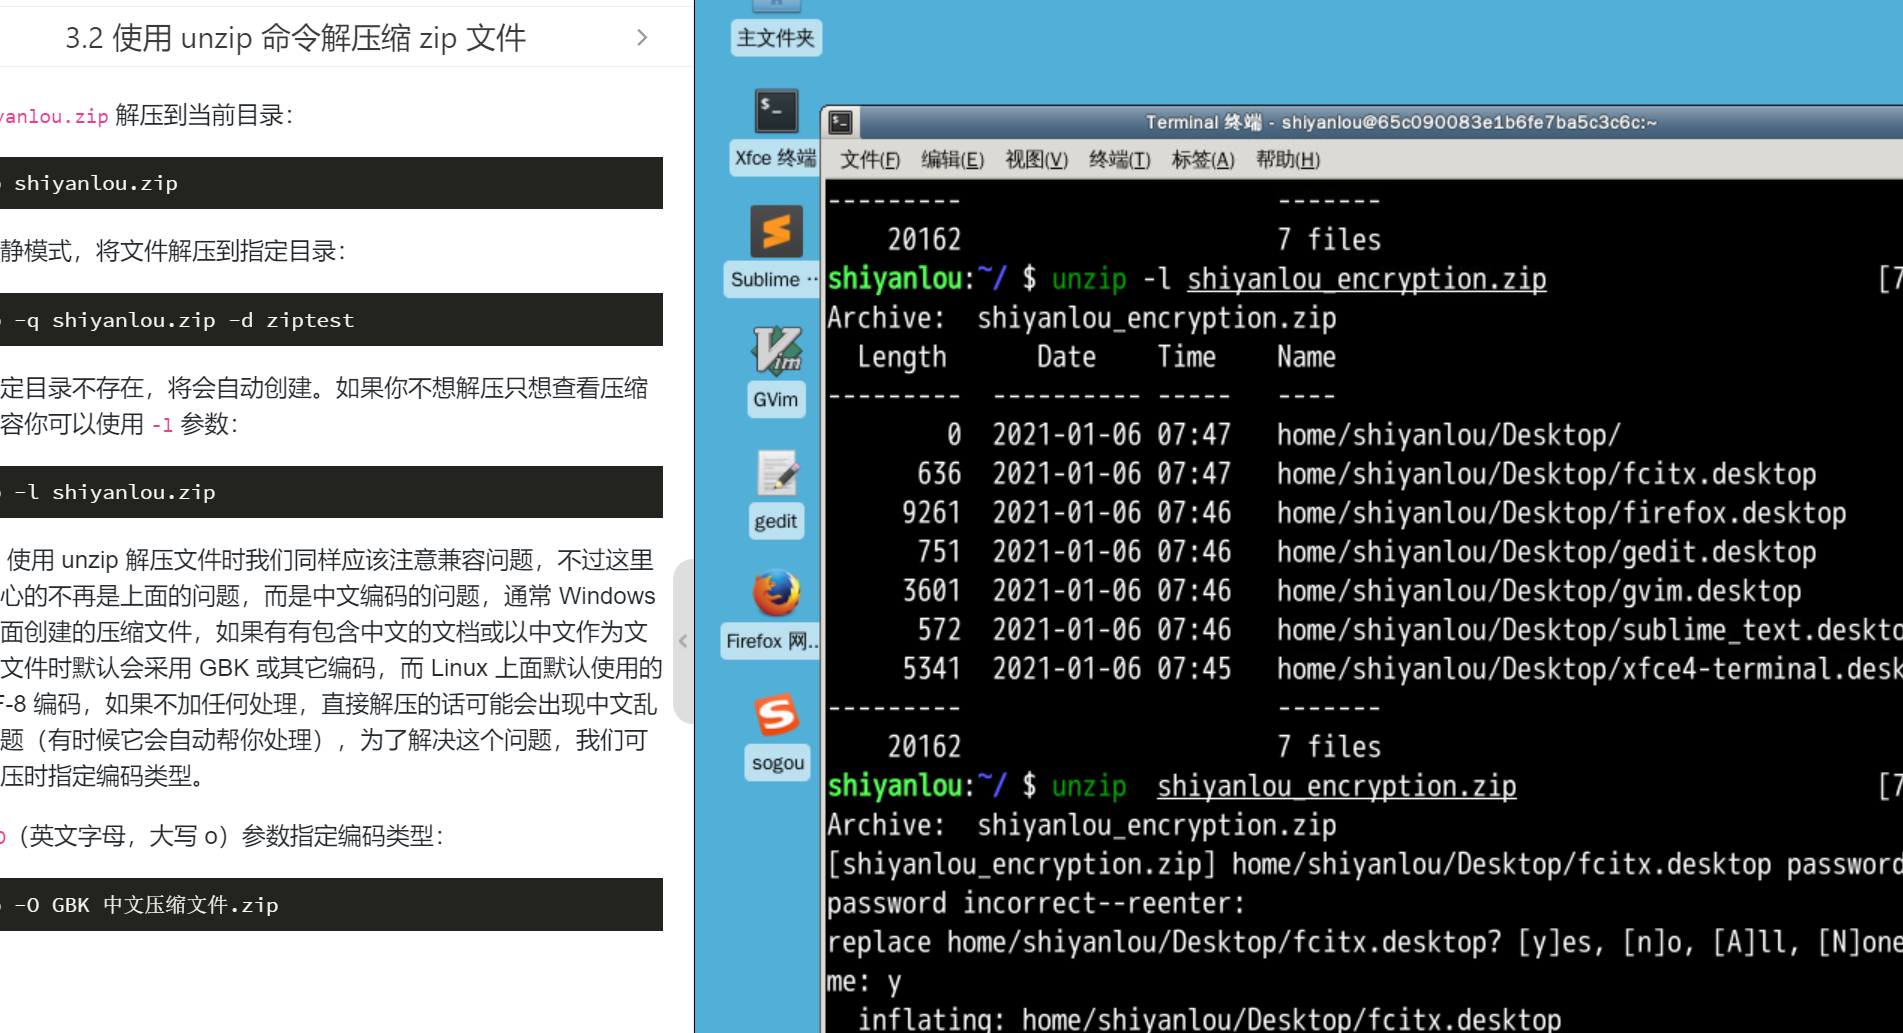 3.2 使用 unzip 命令解压缩 zip 文件
yanlou.zip 解压到当前目录：
shiyanlou.zip
静模式，将文件解压到指定目录：
-q shiyanlou.zip -d ziptest
定目录不存在，将会自动创建。如果你不想解压只想查看压缩
容你可以使用 -l 参数：
-l shiyanlou.zip
使用 unzip 解压文件时我们同样应该注意兼容问题，不过这里
心的不再是上面的问题，而是中文编码的问题，通常 Windows
面创建的压缩文件，如果有有包含中文的文档或以中文作为文
文件时默认会采用 GBK 或其它编码，而 Linux 上面默认使用的
F-8 编码，如果不加任何处理，直接解压的话可能会出现中文乱
题（有时候它会自动帮你处理），为了解决这个问题，我们可
压时指定编码类型。
（英文字母，大写 o）参数指定编码类型：
-O GBK 中文压缩文件.zip
主文件夹
Xfce 终端
Sublime ...
GVim
gedit
Firefox 网...
sogou
Terminal 终端 - shiyanlou@65c090083e1b6fe7ba5c3c6c:~
文件(F) 编辑(E) 视图(V) 终端(T) 标签(A) 帮助(H)
--------- -------
20162 7 files
shiyanlou:~/ $ unzip -l shiyanlou_encryption.zip [7
Archive: shiyanlou_encryption.zip
Length Date Time Name
--------- ---------- ----- ----
0 2021-01-06 07:47 home/shiyanlou/Desktop/
636 2021-01-06 07:47 home/shiyanlou/Desktop/fcitx.desktop
9261 2021-01-06 07:46 home/shiyanlou/Desktop/firefox.desktop
751 2021-01-06 07:46 home/shiyanlou/Desktop/gedit.desktop
3601 2021-01-06 07:46 home/shiyanlou/Desktop/gvim.desktop
572 2021-01-06 07:46 home/shiyanlou/Desktop/sublime_text.deskto
5341 2021-01-06 07:45 home/shiyanlou/Desktop/xfce4-terminal.desk
--------- -------
20162 7 files
shiyanlou:~/ $ unzip shiyanlou_encryption.zip [7
Archive: shiyanlou_encryption.zip
[shiyanlou_encryption.zip] home/shiyanlou/Desktop/fcitx.desktop password
password incorrect--reenter:
replace home/shiyanlou/Desktop/fcitx.desktop? [y]es, [n]o, [A]ll, [N]one
me: y
inflating: home/shiyanlou/Desktop/fcitx.desktop